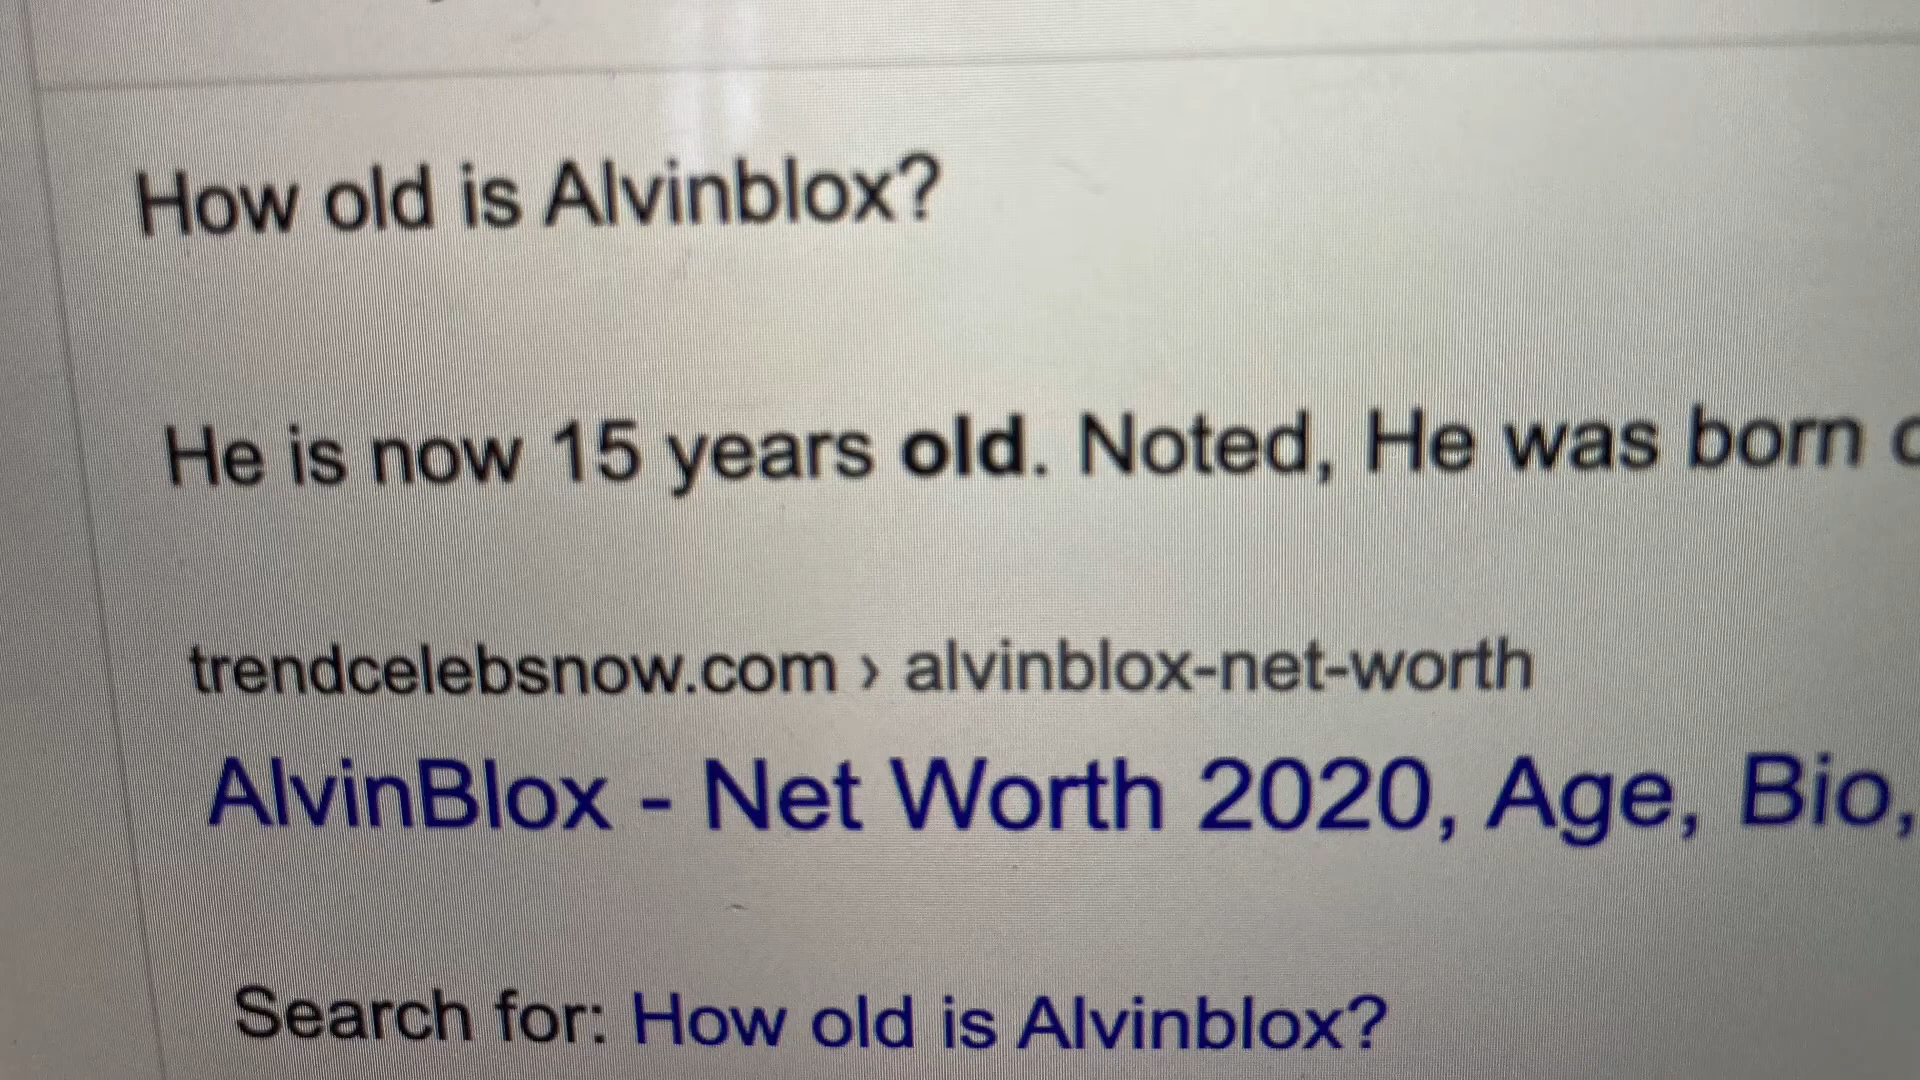 How old is Alvinblox?
He is now 15 years old. Noted, He was born
trendcelebsnow.com › alvinblox-net-worth
AlvinBlox - Net Worth 2020, Age, Bio,
Search for: How old is Alvinblox?